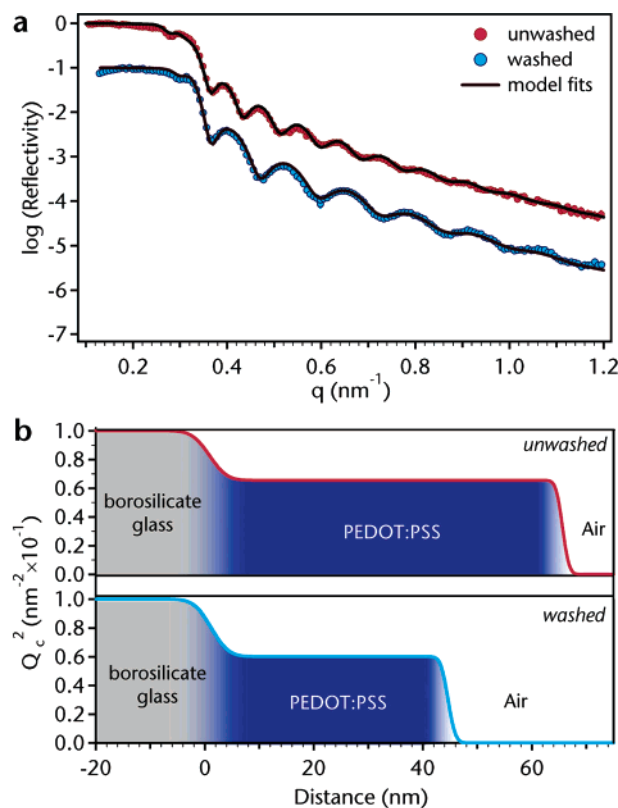 a
unwashed
washed
model fits
0
-1
-2
-3
-4
-5
-6
-7
log (Reflectivity)
0.2 0.4 0.6 0.8 1.0 1.2
q (nm⁻¹)
b
1.0
0.8
0.6
0.4
0.2
0.0
unwashed
borosilicate
glass
PEDOT:PSS
Air
1.0
0.8
0.6
0.4
0.2
0.0
washed
borosilicate
glass
PEDOT:PSS
Air
Q_c² (nm⁻²×10⁻¹)
-20 0 20 40 60
Distance (nm)